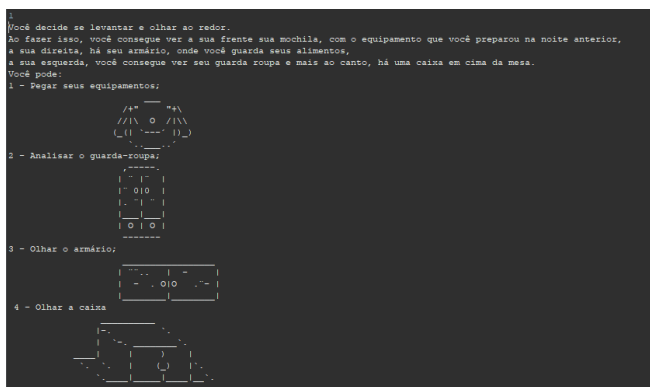 1
Você decide se levantar e olhar ao redor.
Ao fazer isso, você consegue ver a sua frente sua mochila, com o equipamento que você preparou na noite anterior,
a sua direita, há seu armário, onde você guarda seus alimentos,
a sua esquerda, você consegue ver seu guarda roupa e mais ao canto, há uma caixa em cima da mesa.
Você pode:
1 - Pegar seus equipamentos;
2 - Analisar o guarda-roupa;
3 - Olhar o armário;
4 - Olhar a caixa